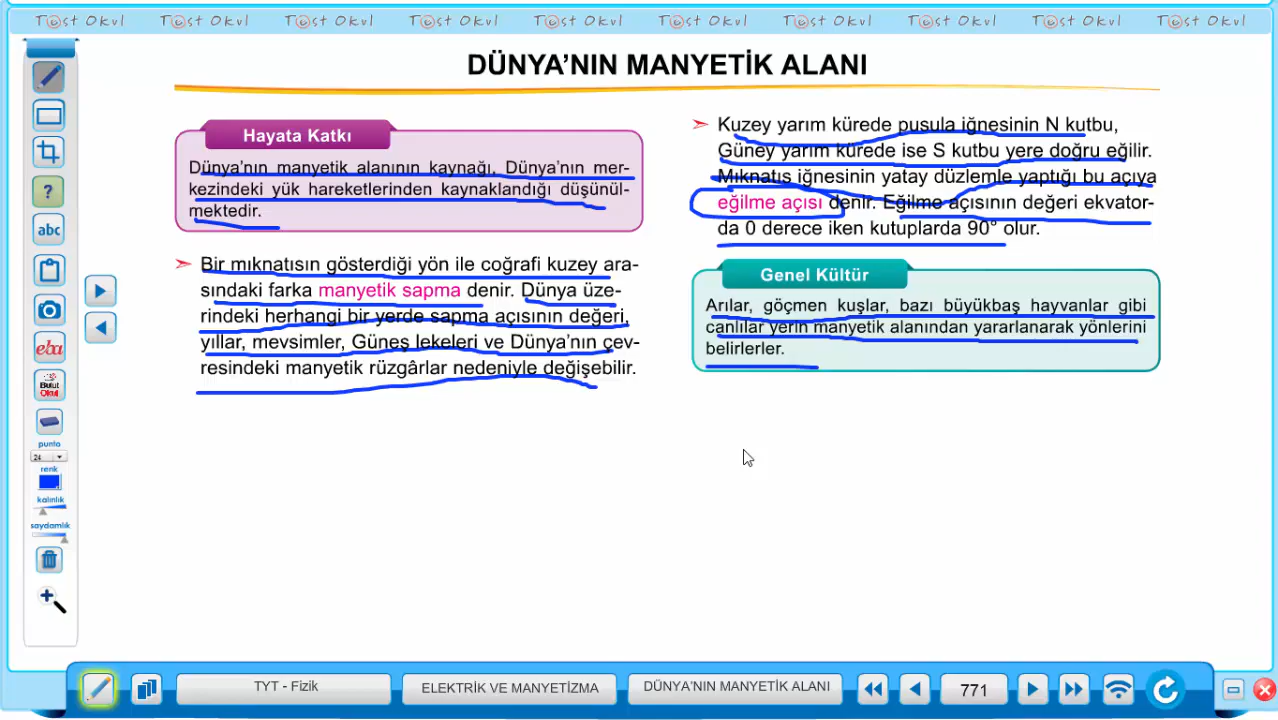 Test Okul Test Okul Test Okul Test Okul Test Okul Test Okul Test Okul Test Okul Test Okul Test Okul
DÜNYA’NIN MANYETİK ALANI
Hayata Katkı
Dünya’nın manyetik alanının kaynağı, Dünya’nın mer-
kezindeki yük hareketlerinden kaynaklandığı düşünül-
mektedir.
➢ Bir mıknatısın gösterdiği yön ile coğrafi kuzey ara-
sındaki farka manyetik sapma denir. Dünya üze-
rindeki herhangi bir yerde sapma açısının değeri,
yıllar, mevsimler, Güneş lekeleri ve Dünya’nın çev-
resindeki manyetik rüzgârlar nedeniyle değişebilir.
➢ Kuzey yarım kürede pusula iğnesinin N kutbu,
Güney yarım kürede ise S kutbu yere doğru eğilir.
Mıknatıs iğnesinin yatay düzlemle yaptığı bu açıya
eğilme açısı denir. Eğilme açısının değeri ekvator-
da 0 derece iken kutuplarda 90° olur.
Genel Kültür
Arılar, göçmen kuşlar, bazı büyükbaş hayvanlar gibi
canlılar yerin manyetik alanından yararlanarak yönlerini
belirlerler.
?
abc
eba
Bulut
Okul
punto
24
renk
kalınlık
saydamlık
TYT - Fizik
ELEKTRİK VE MANYETİZMA
DÜNYA'NIN MANYETİK ALANI
771